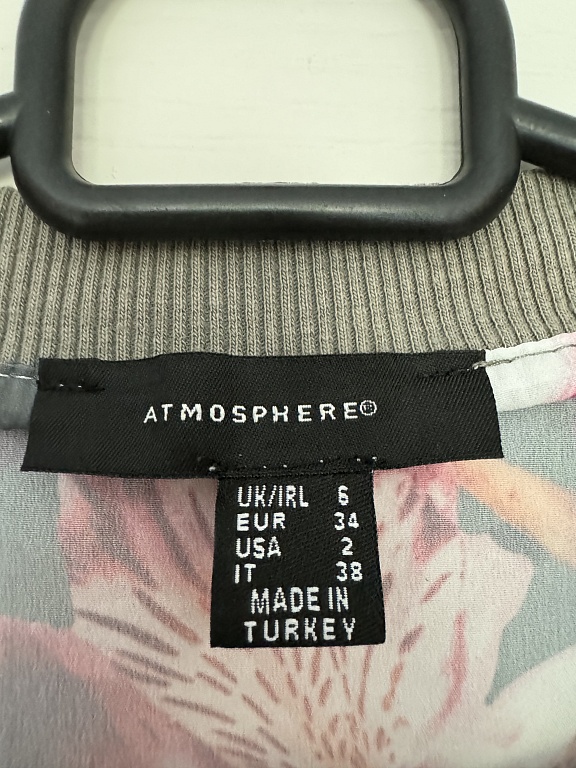 ATMOSPHERE®
UK/IRL 6
EUR 34
USA 2
IT 38
MADE IN
TURKEY